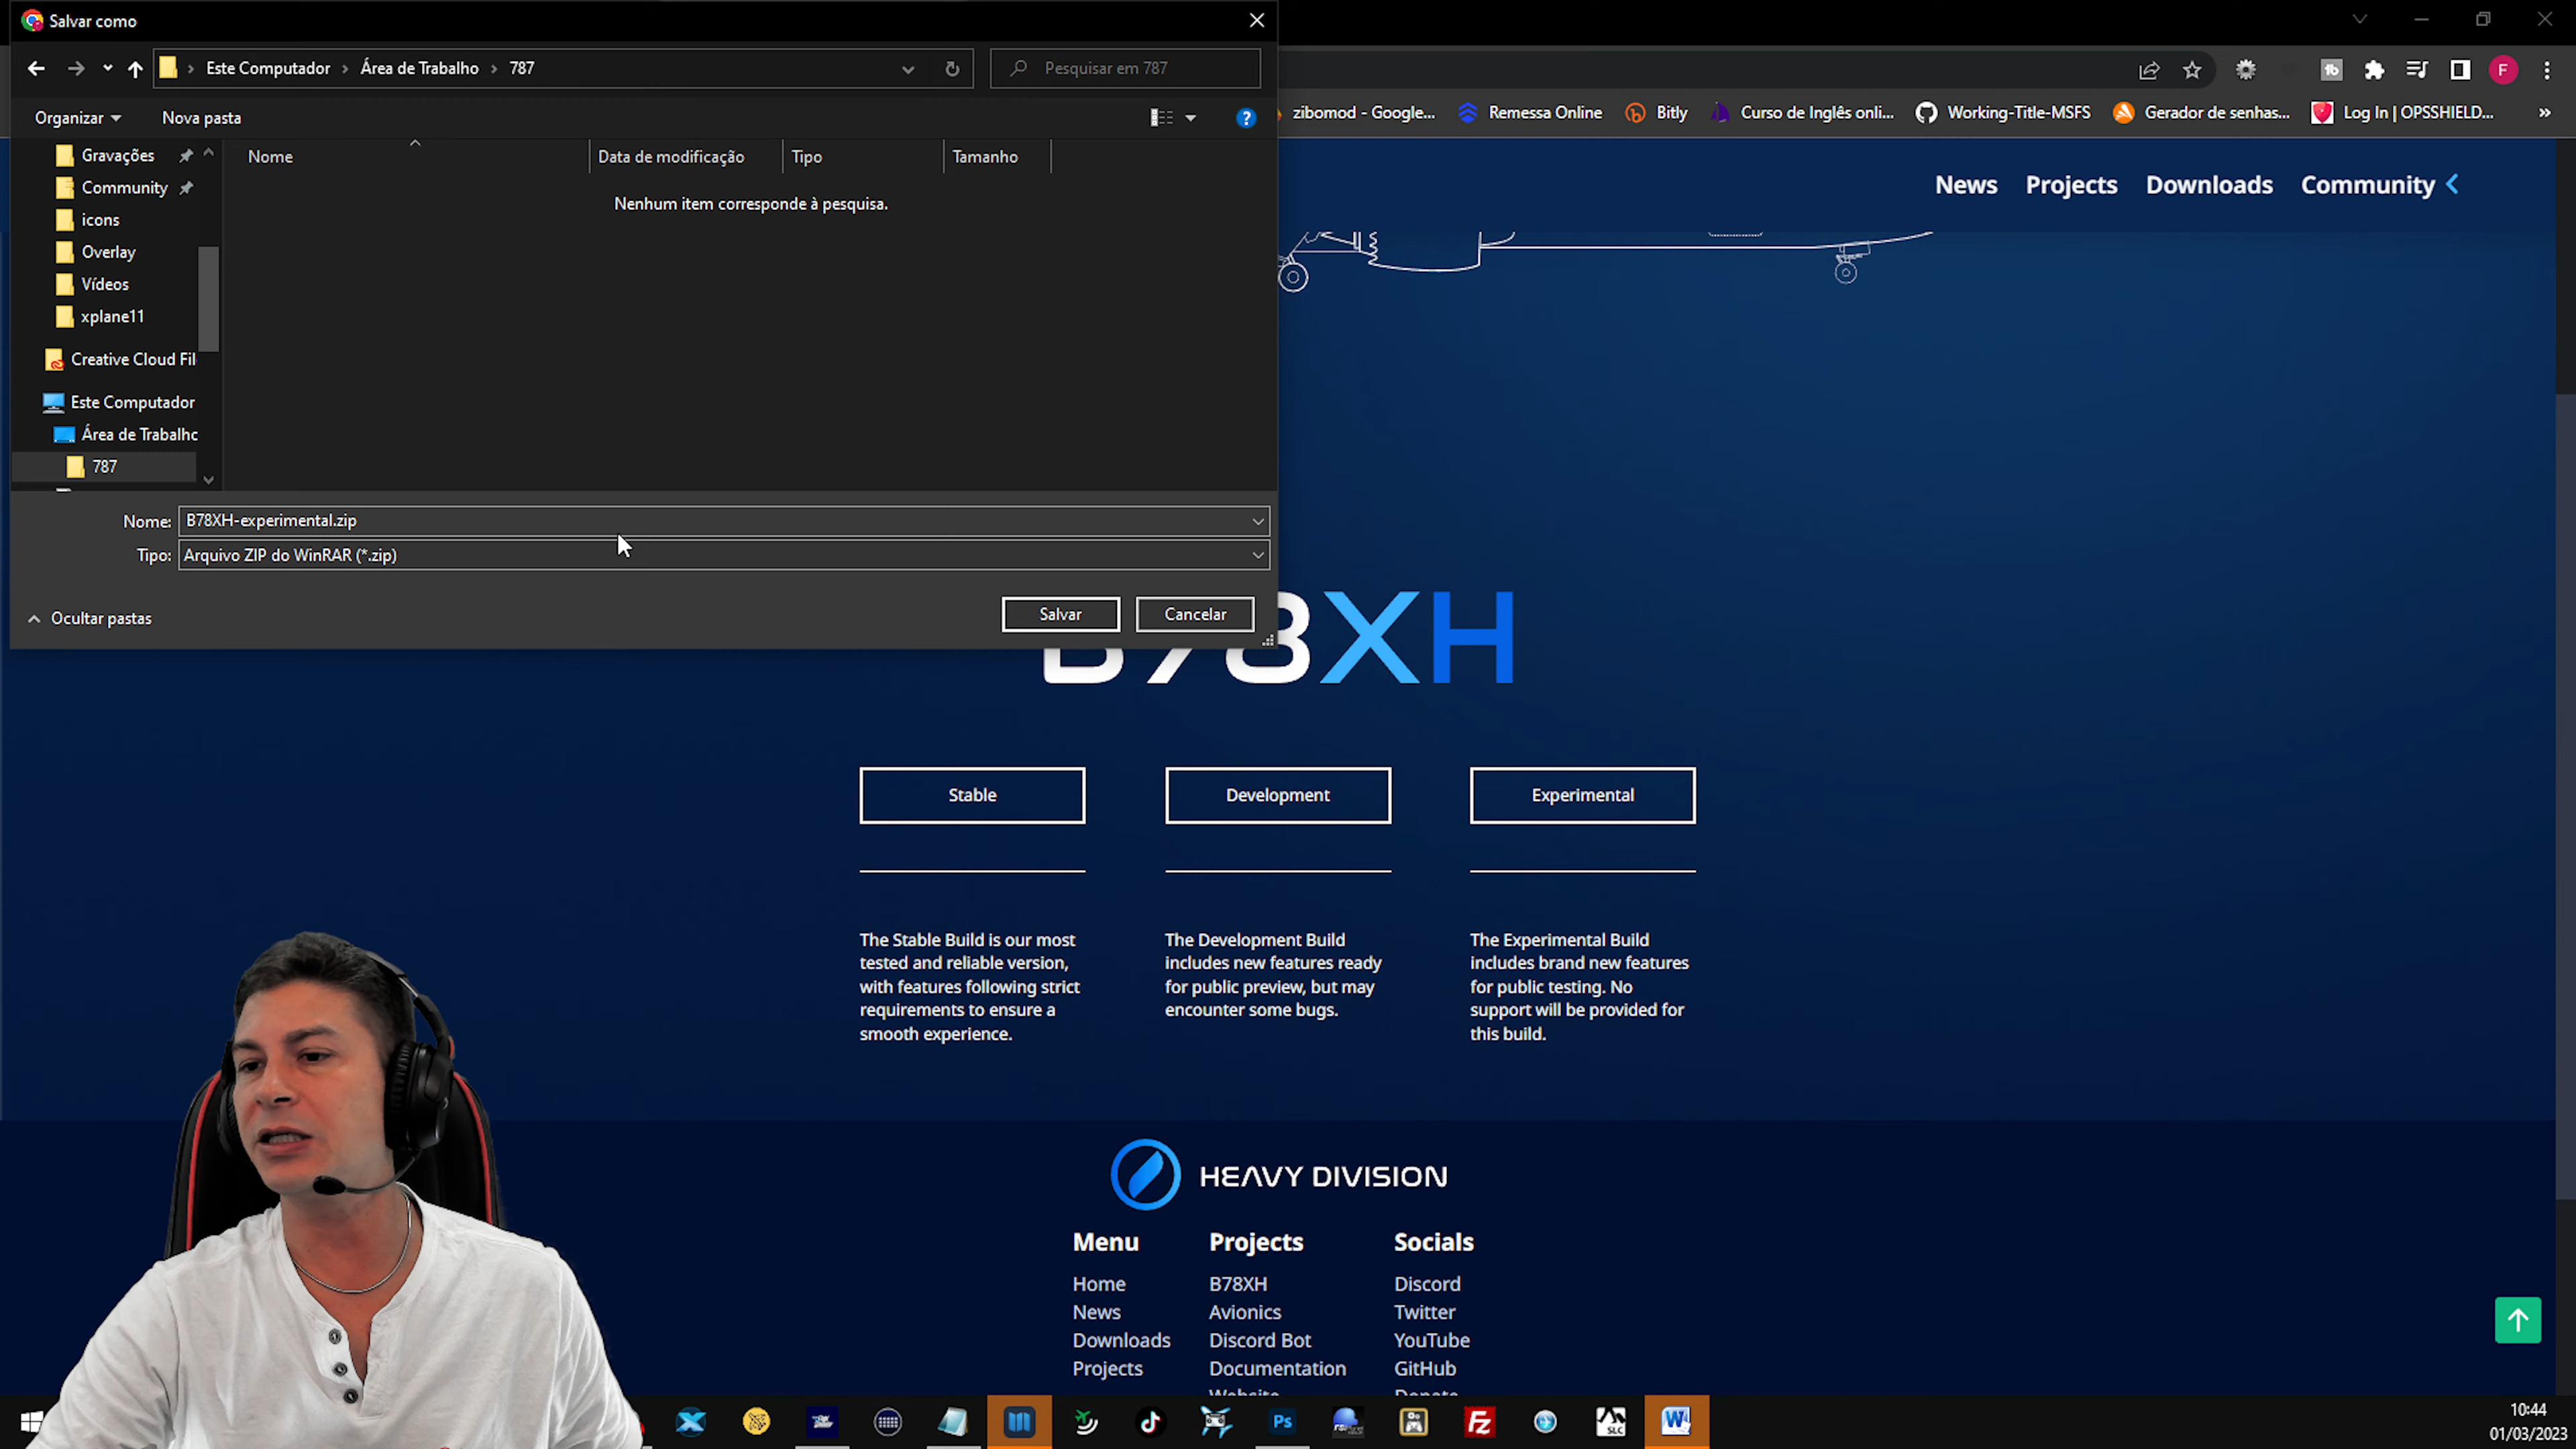 Salvar como
Este Computador > Área de Trabalho > 787
Pesquisar em 787
Organizar
Nova pasta
?
Gravações
Community
icons
Overlay
Vídeos
xplane11
Creative Cloud Fil
Este Computador
Área de Trabalho
787
Nome
Data de modificação
Tipo
Tamanho
Nenhum item corresponde à pesquisa.
Nome: B78XH-experimental.zip
Tipo: Arquivo ZIP do WinRAR (*.zip)
Ocultar pastas
Salvar
Cancelar
F
zibomod - Google...
Remessa Online
Bitly
Curso de Inglês onli...
Working-Title-MSFS
Gerador de senhas...
Log In | OPSSHIELD...
»
News
Projects
Downloads
Community
B78XH
Stable
Development
Experimental
The Stable Build is our most
tested and reliable version,
with features following strict
requirements to ensure a
smooth experience.
The Development Build
includes new features ready
for public preview, but may
encounter some bugs.
The Experimental Build
includes brand new features
for public testing. No
support will be provided for
this build.
HEAVY DIVISION
Menu
Home
News
Downloads
Projects
Projects
B78XH
Avionics
Discord Bot
Documentation
Website
Socials
Discord
Twitter
YouTube
GitHub
Donate
Ps
Fz
SLC
W
10:44
01/03/2023